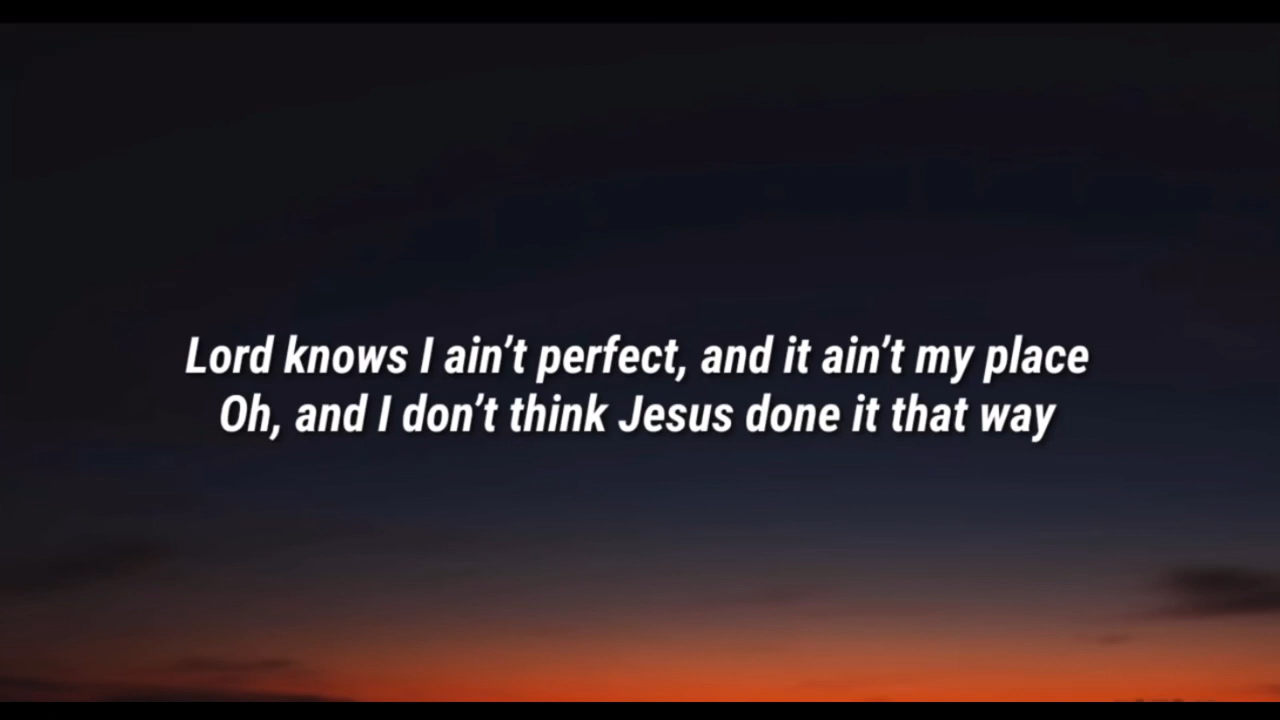 Lord knows I ain’t perfect, and it ain’t my place
Oh, and I don’t think Jesus done it that way